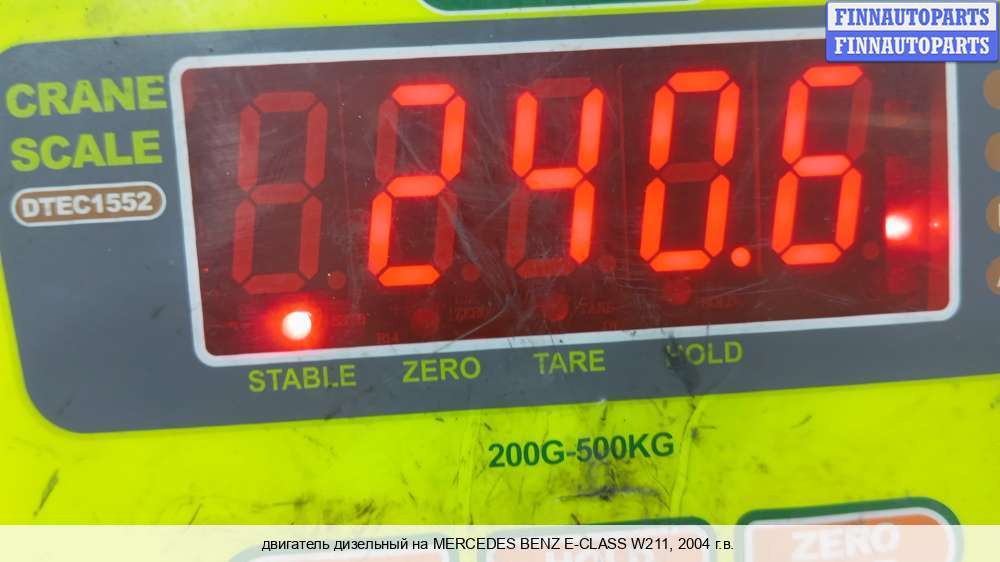 FINNAUTOPARTS
FINNAUTOPARTS
CRANE
SCALE
DTEC1552
240.6
STABLE ZERO TARE HOLD
200G-500KG
ZERO
двигатель дизельный на MERCEDES BENZ E-CLASS W211, 2004 г.в.